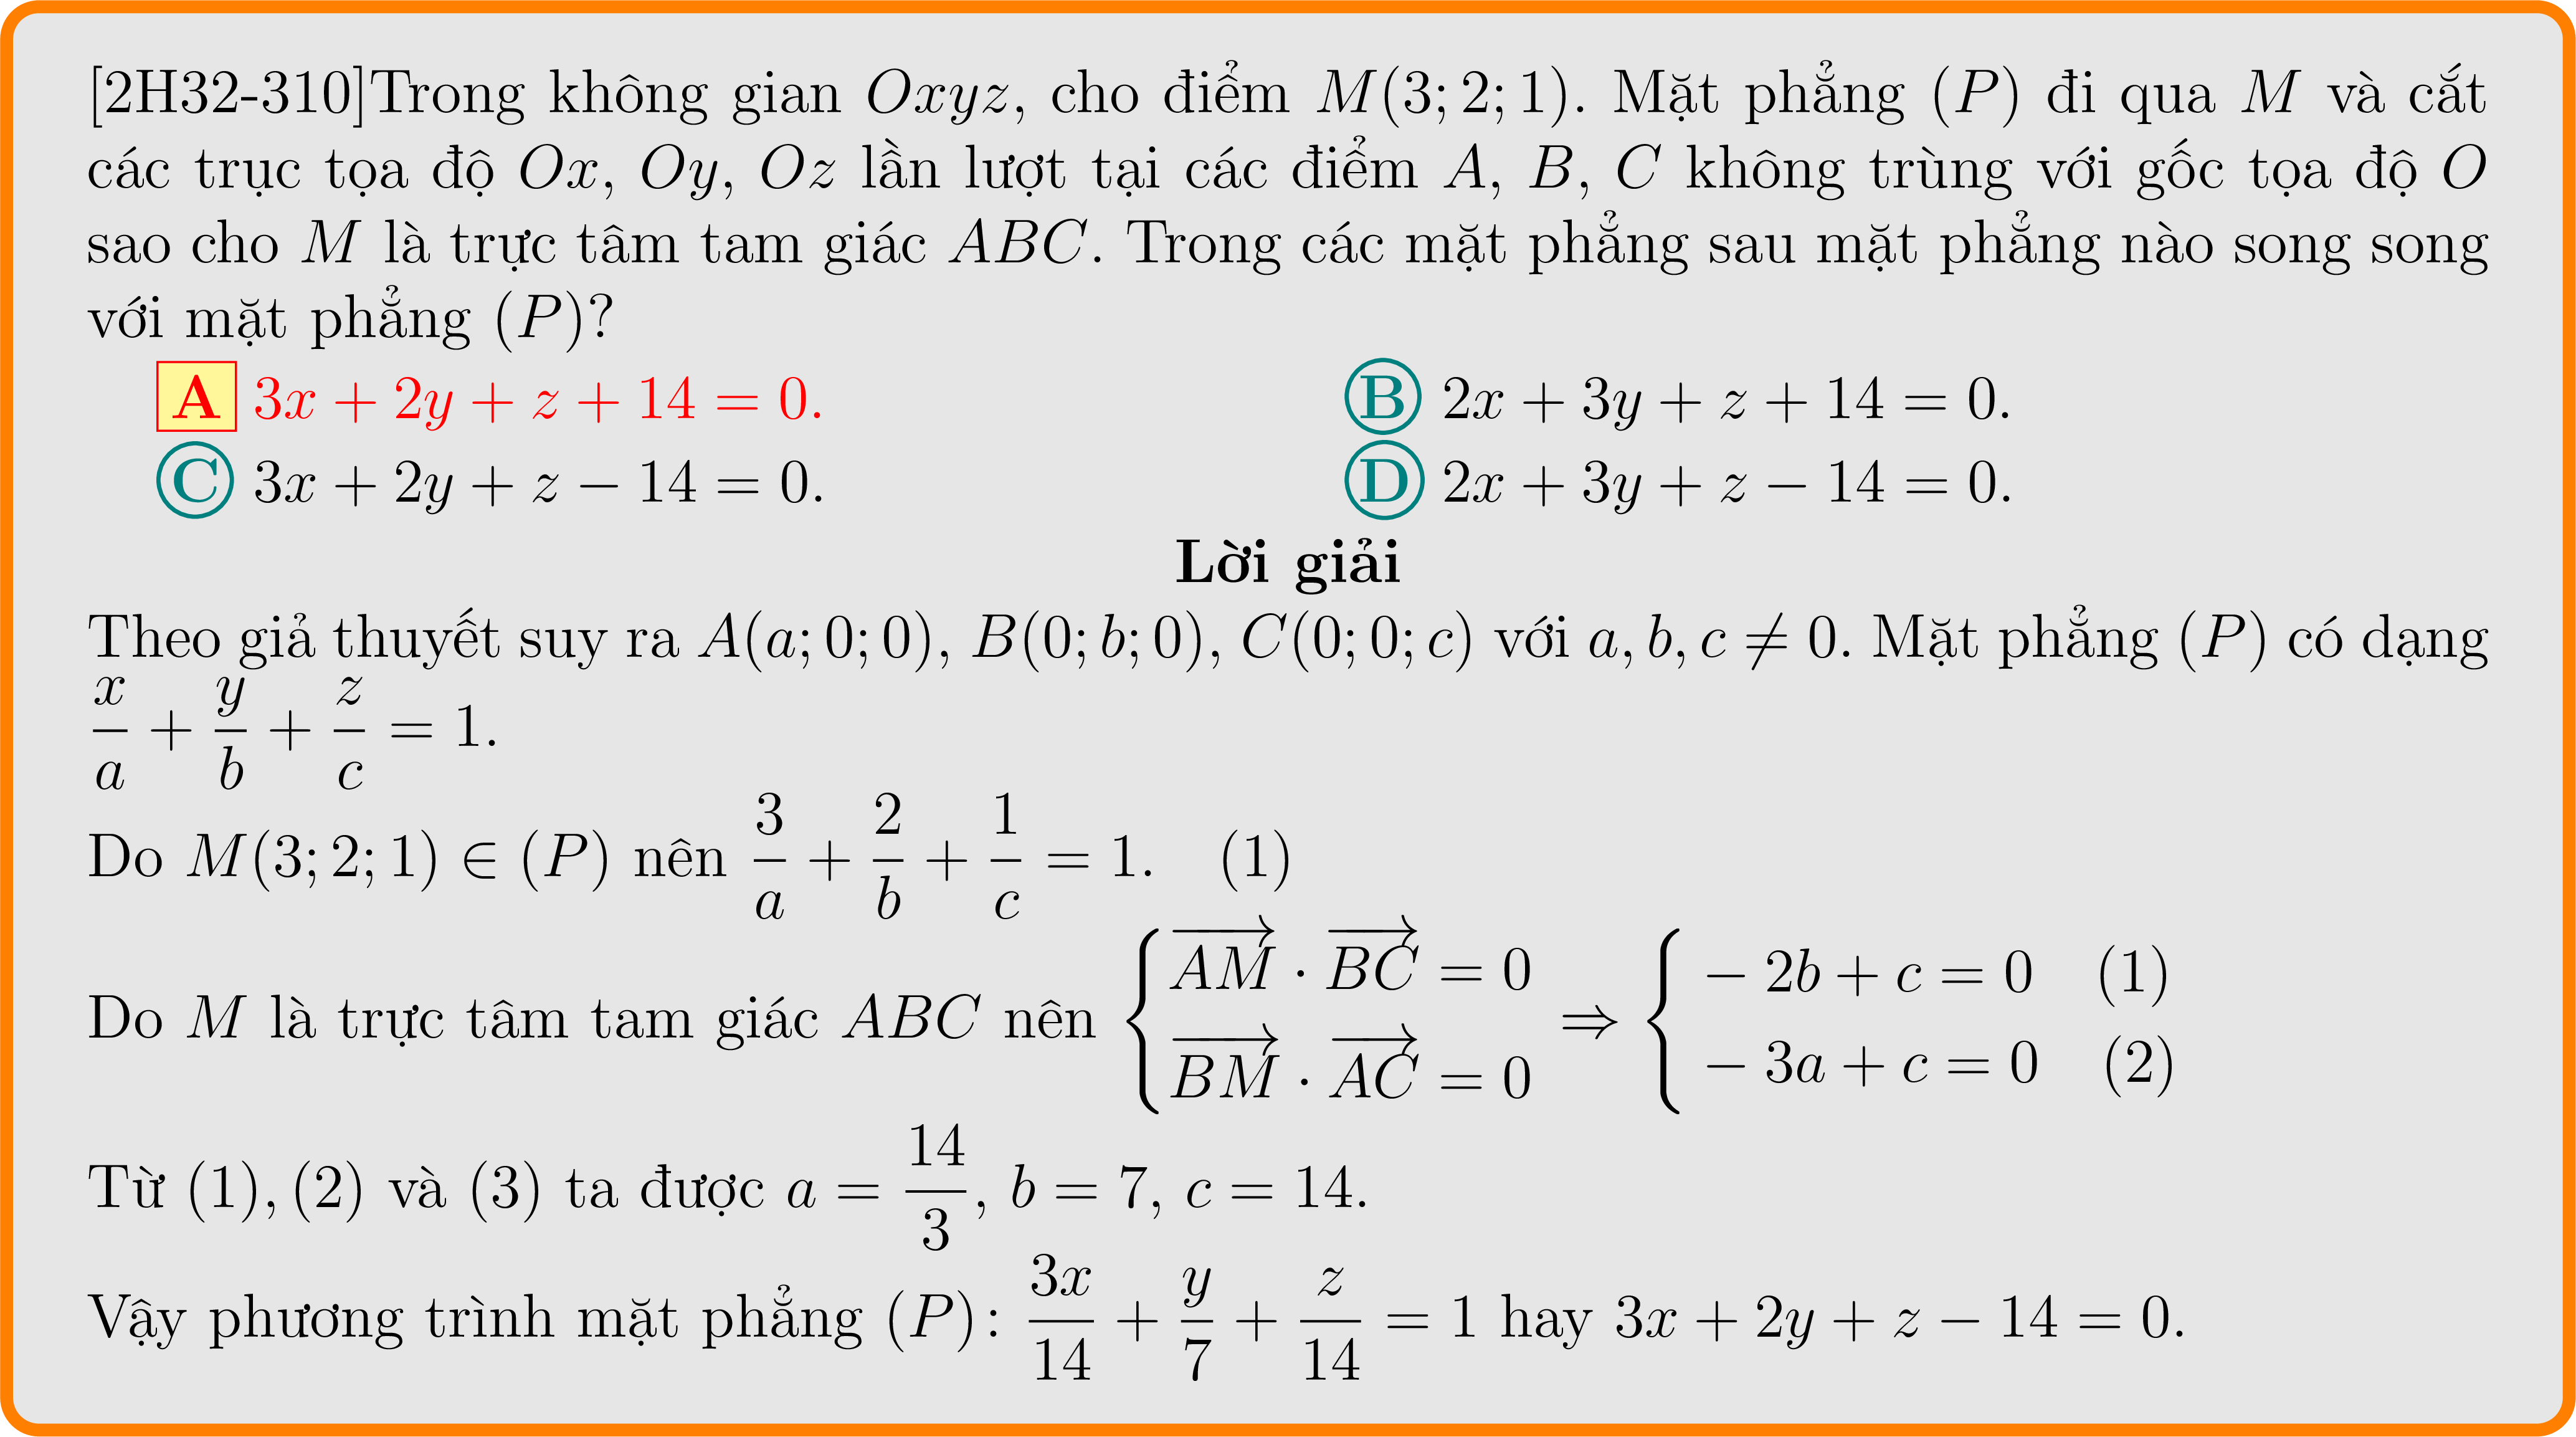 [2H32-310]Trong không gian Oxyz, cho điểm M(3; 2; 1). Mặt phẳng (P) đi qua M và cắt
các trục tọa độ Ox, Oy, Oz lần lượt tại các điểm A, B, C không trùng với gốc tọa độ O
sao cho M là trực tâm tam giác ABC. Trong các mặt phẳng sau mặt phẳng nào song song
với mặt phẳng (P)?
A 3x + 2y + z + 14 = 0. B 2x + 3y + z + 14 = 0.
C 3x + 2y + z − 14 = 0. D 2x + 3y + z − 14 = 0.
Lời giải
Theo giả thuyết suy ra A(a; 0; 0), B(0; b; 0), C(0; 0; c) với a, b, c ≠ 0. Mặt phẳng (P) có dạng
$\frac{x}{a} + \frac{y}{b} + \frac{z}{c} = 1.$
Do M(3; 2; 1) ∈ (P) nên $\frac{3}{a} + \frac{2}{b} + \frac{1}{c} = 1.$ (1)
Do M là trực tâm tam giác ABC nên $\begin{cases} \overrightarrow{AM} \cdot \overrightarrow{BC} = 0 \\ \overrightarrow{BM} \cdot \overrightarrow{AC} = 0 \end{cases} \Rightarrow \begin{cases} -2b + c = 0 \quad (1) \\ -3a + c = 0 \quad (2) \end{cases}$
Từ (1), (2) và (3) ta được $a = \frac{14}{3}$, b = 7, c = 14.
Vậy phương trình mặt phẳng (P): $\frac{3x}{14} + \frac{y}{7} + \frac{z}{14} = 1$ hay 3x + 2y + z − 14 = 0.